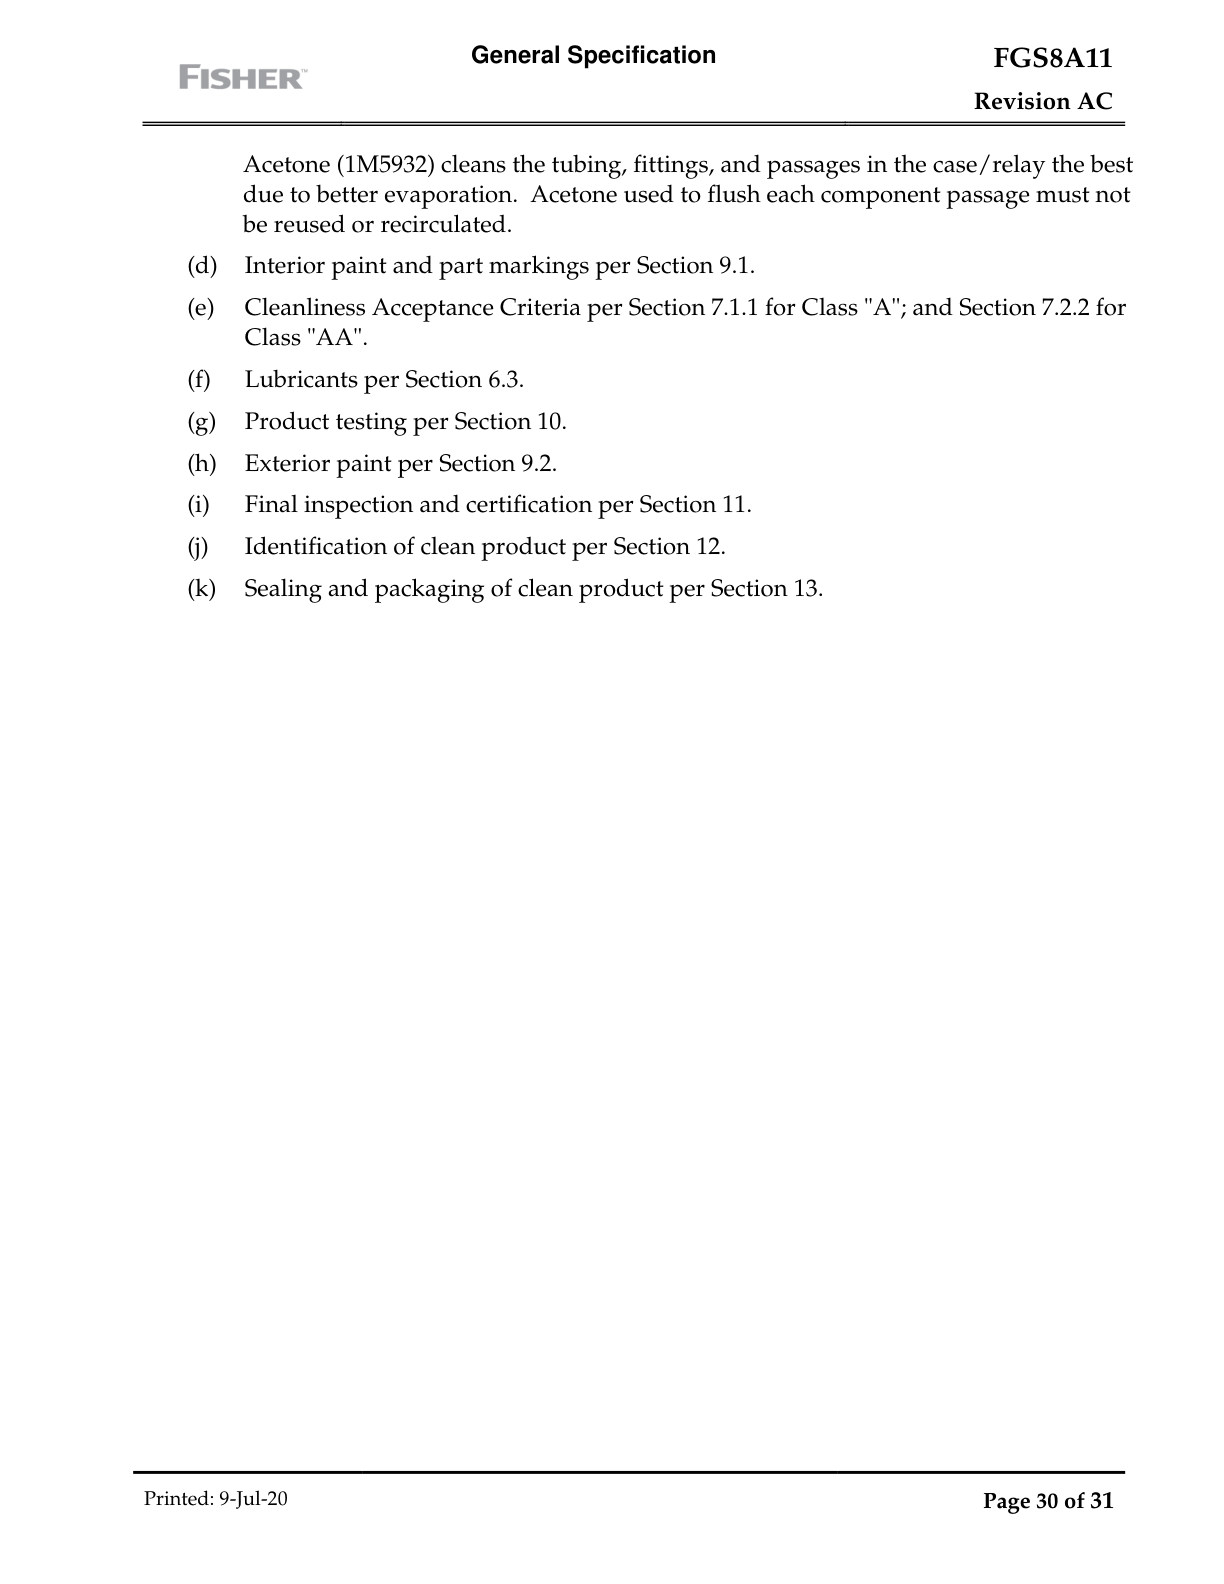 General Specification
FGS8A11
FISHER™
Revision AC
Acetone (1M5932) cleans the tubing, fittings, and passages in the case/relay the best
due to better evaporation.  Acetone used to flush each component passage must not
be reused or recirculated.
(d) Interior paint and part markings per Section 9.1.
(e) Cleanliness Acceptance Criteria per Section 7.1.1 for Class "A"; and Section 7.2.2 for
Class "AA".
(f) Lubricants per Section 6.3.
(g) Product testing per Section 10.
(h) Exterior paint per Section 9.2.
(i) Final inspection and certification per Section 11.
(j) Identification of clean product per Section 12.
(k) Sealing and packaging of clean product per Section 13.
Printed: 9-Jul-20
Page 30 of 31